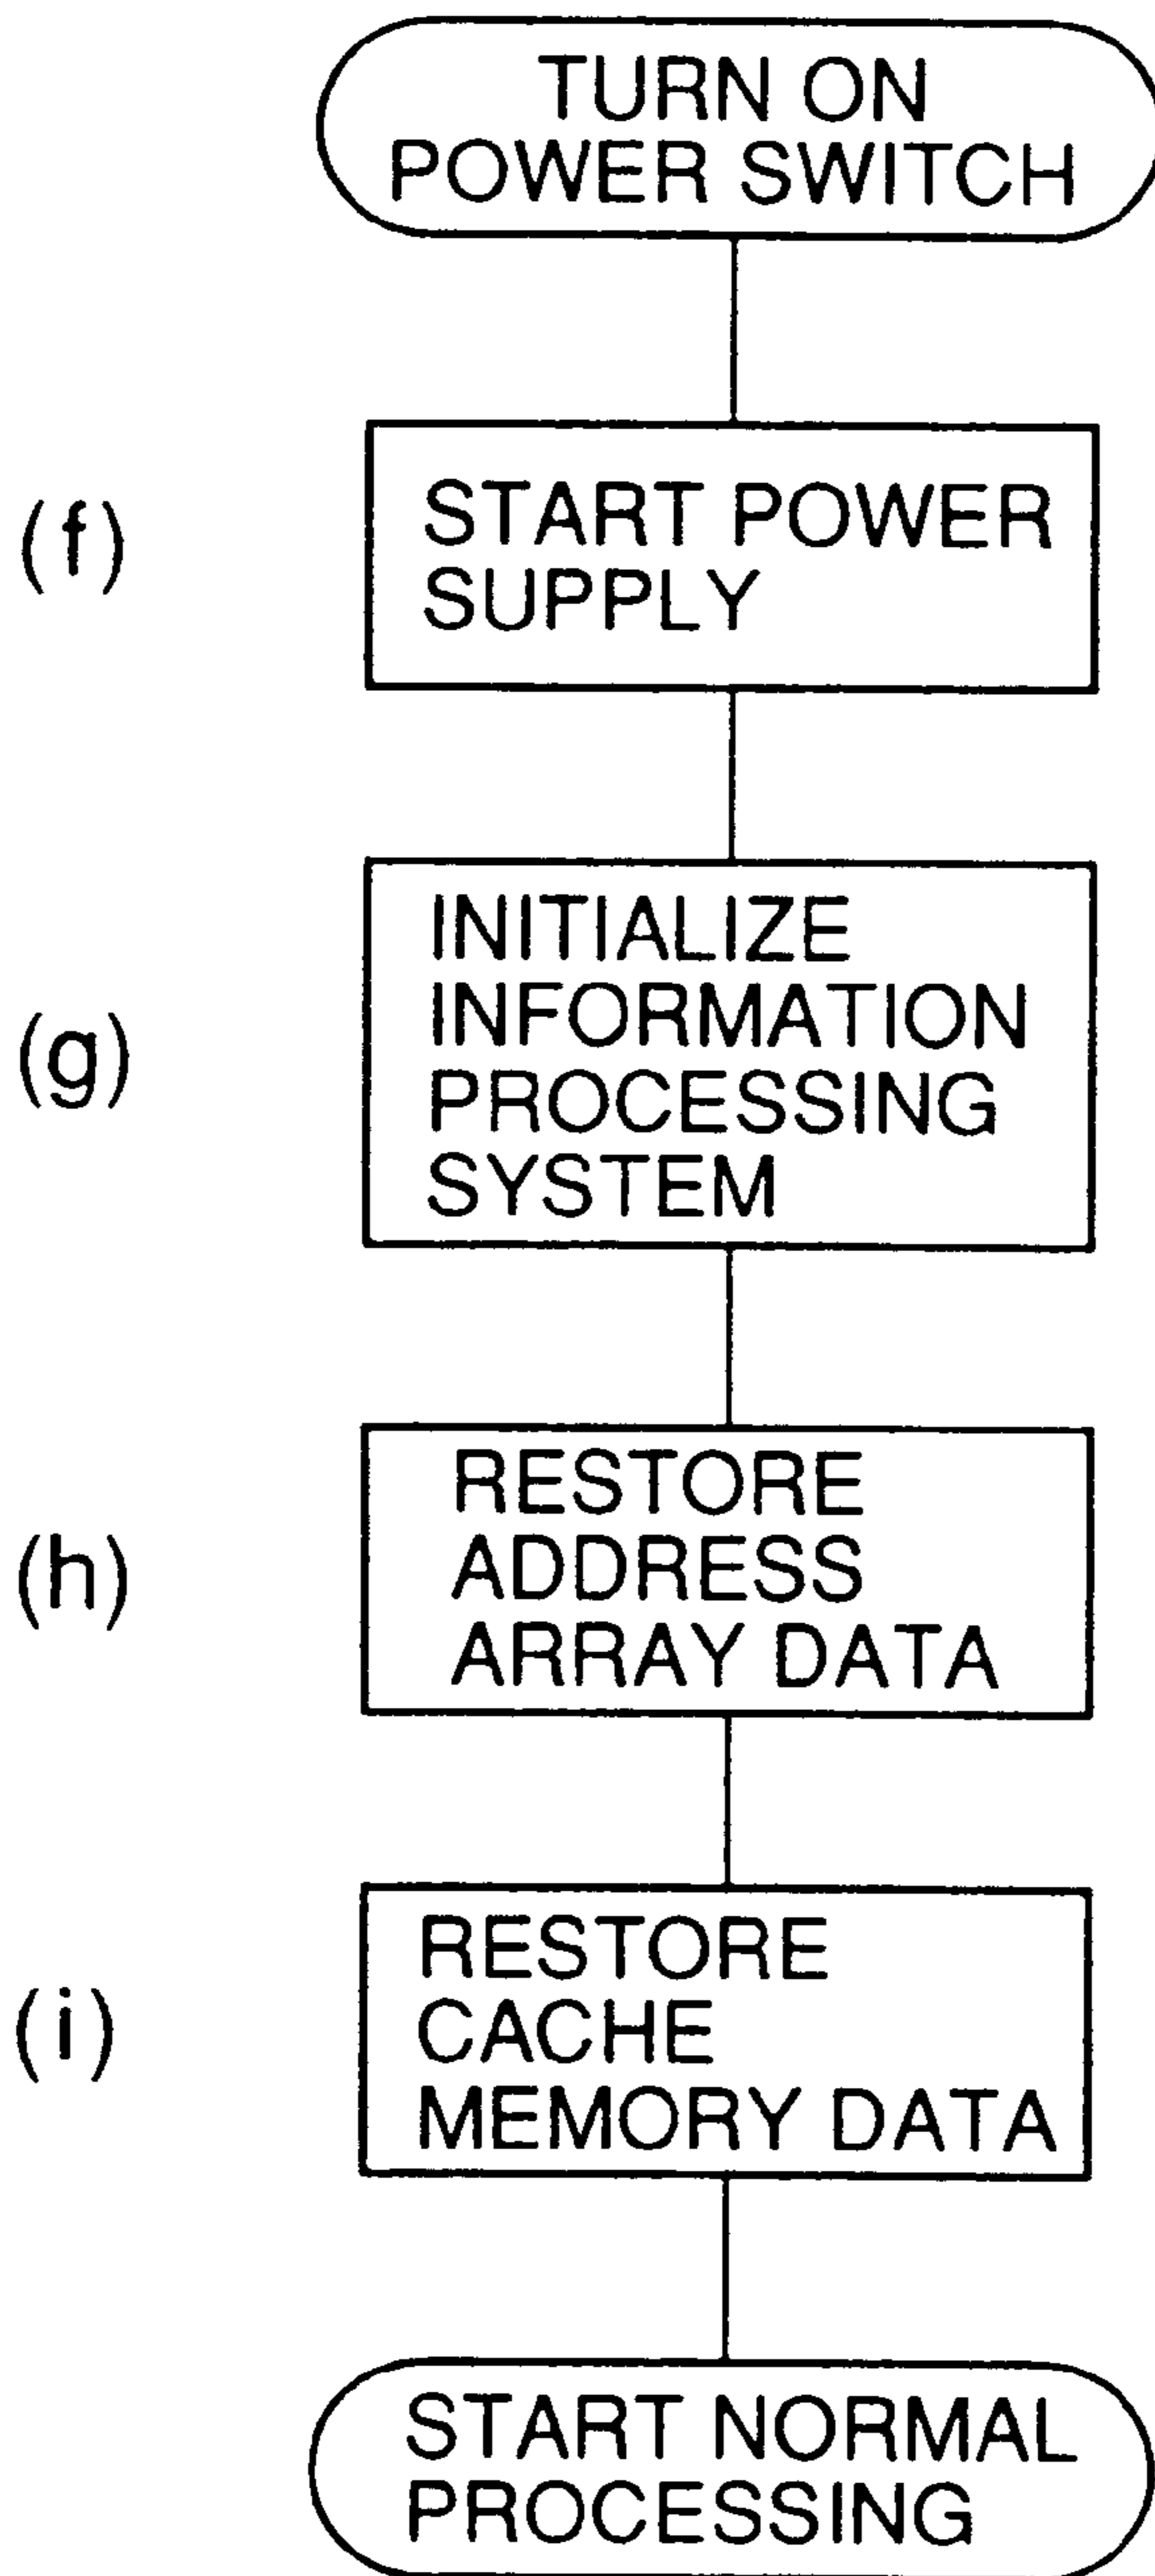 TURN ON
POWER SWITCH
(f)
START POWER
SUPPLY
(g)
INITIALIZE
INFORMATION
PROCESSING
SYSTEM
(h)
RESTORE
ADDRESS
ARRAY DATA
(i)
RESTORE
CACHE
MEMORY DATA
START NORMAL
PROCESSING